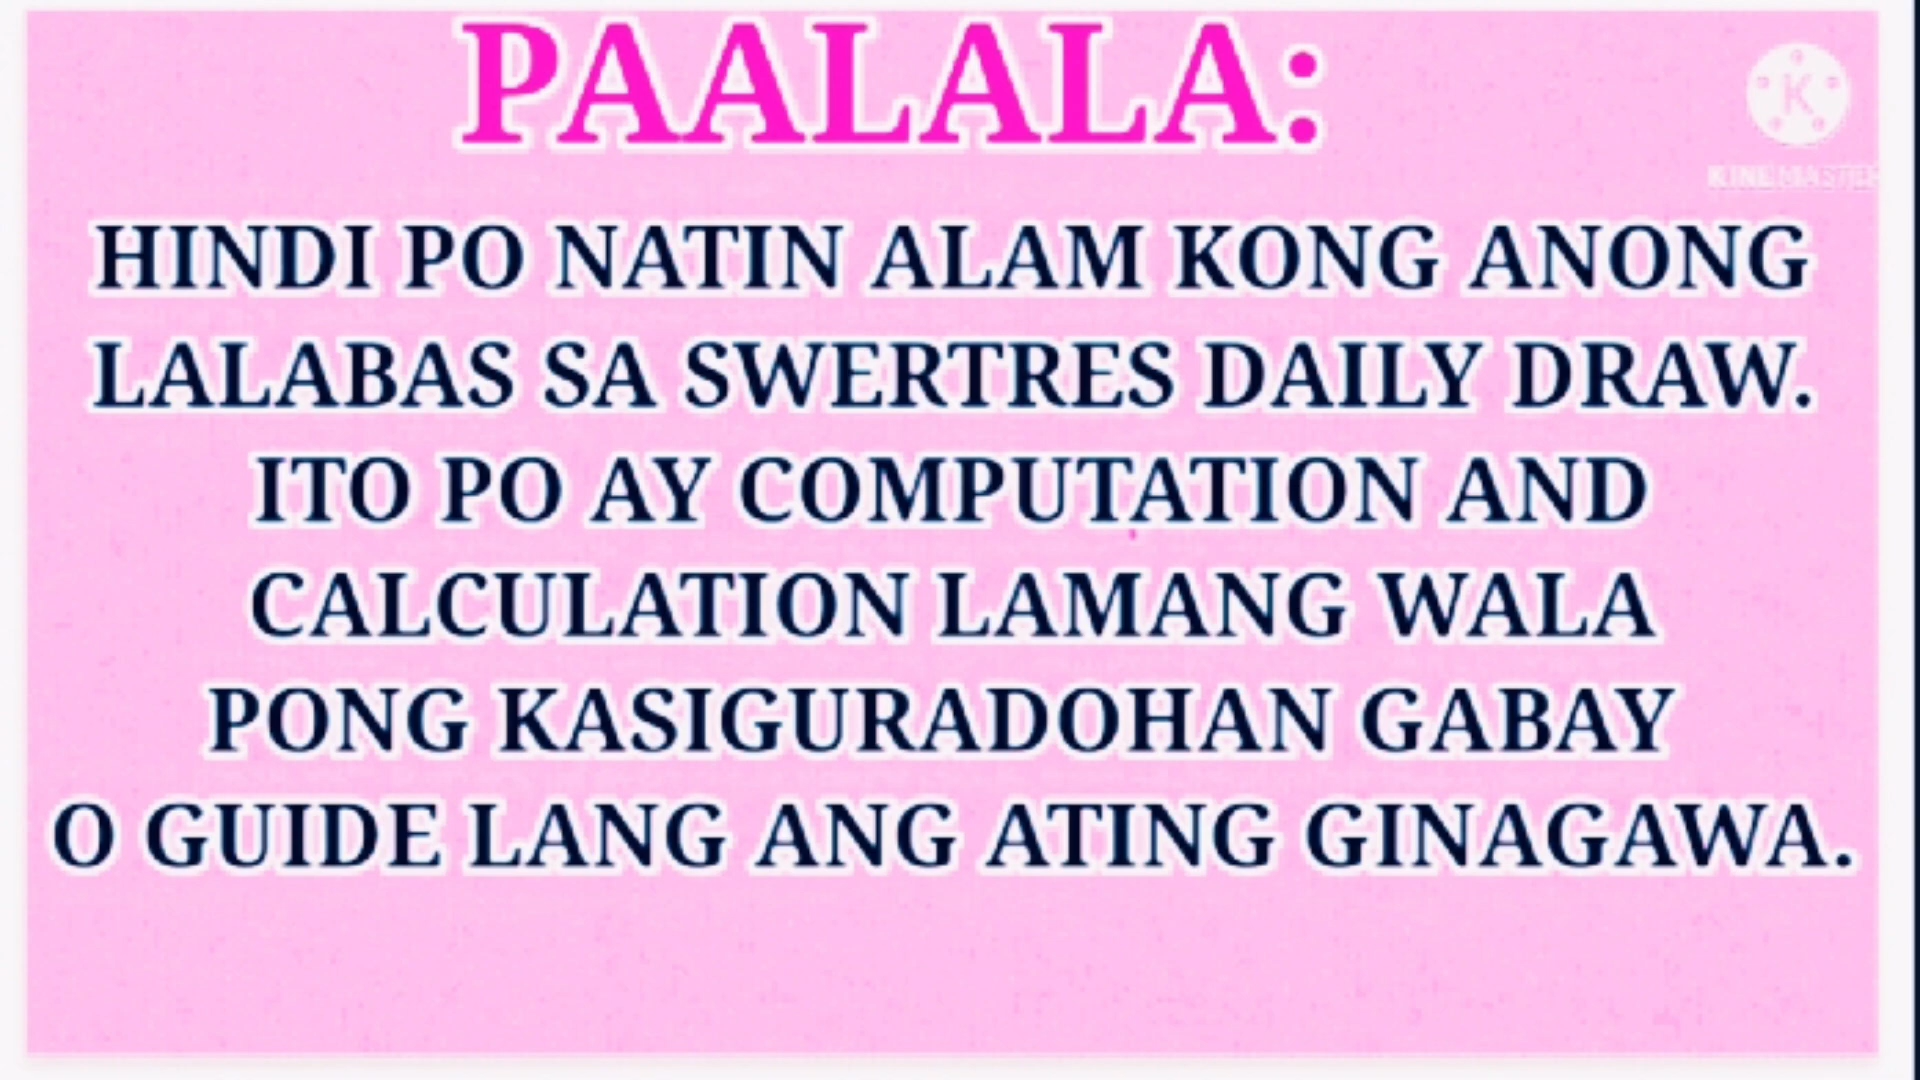 PAALALA:
KINEMASTER
HINDI PO NATIN ALAM KONG ANONG
LALABAS SA SWERTRES DAILY DRAW.
ITO PO AY COMPUTATION AND
CALCULATION LAMANG WALA
PONG KASIGURADOHAN GABAY
O GUIDE LANG ANG ATING GINAGAWA.